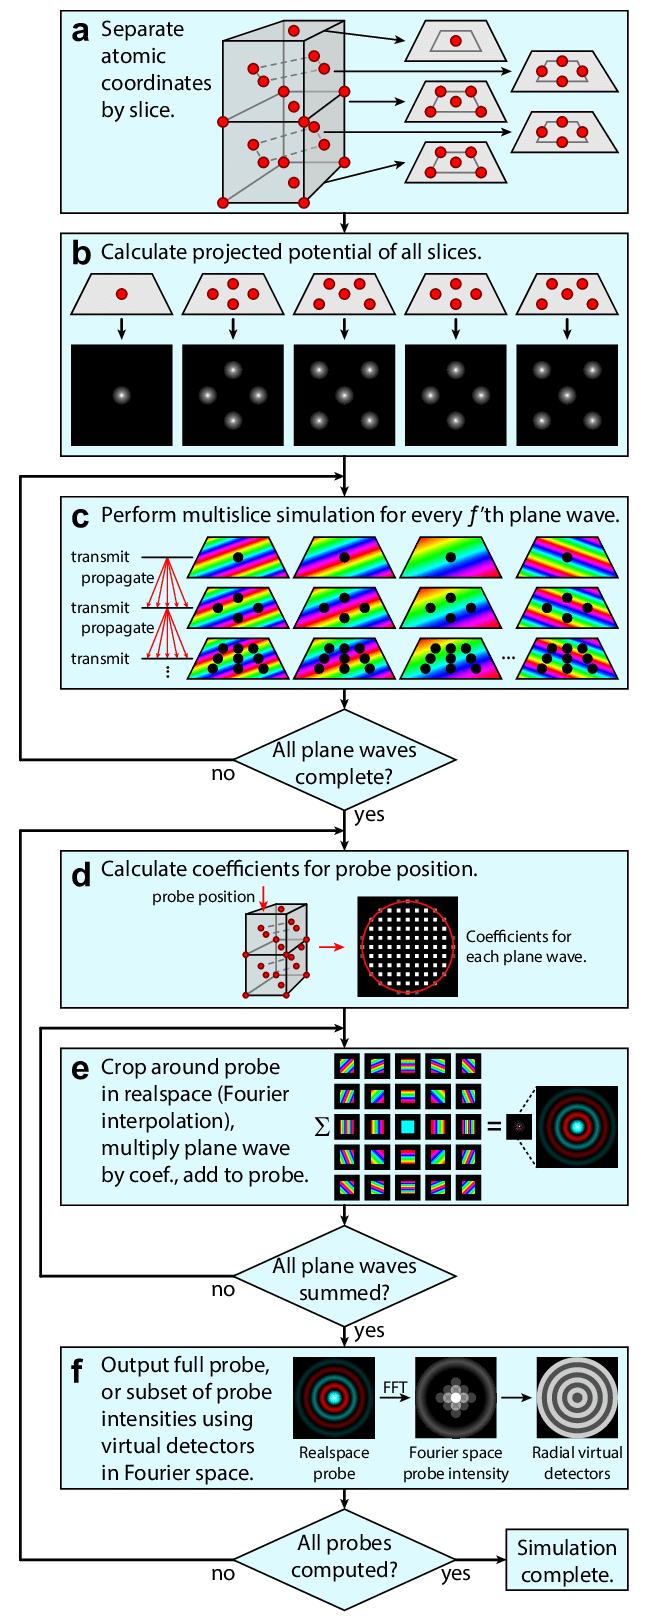 a Separate
atomic
coordinates
by slice.
b Calculate projected potential of all slices.
c Perform multislice simulation for every f'th plane wave.
transmit
propagate
transmit
propagate
transmit
⋮
...
All plane waves
complete?
no
yes
d Calculate coefficients for probe position.
probe position
Coefficients for
each plane wave.
e Crop around probe
in realspace (Fourier
interpolation),
multiply plane wave
by coef., add to probe.
Σ =
All plane waves
summed?
no
yes
f Output full probe,
or subset of probe
intensities using
virtual detectors
in Fourier space.
FFT
Realspace
probe
Fourier space
probe intensity
Radial virtual
detectors
All probes
computed?
no
yes
Simulation
complete.